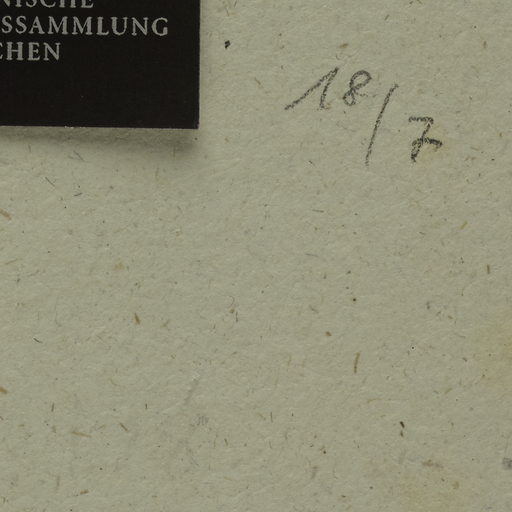 NISCHE
SSAMMLUNG
CHEN
18/7